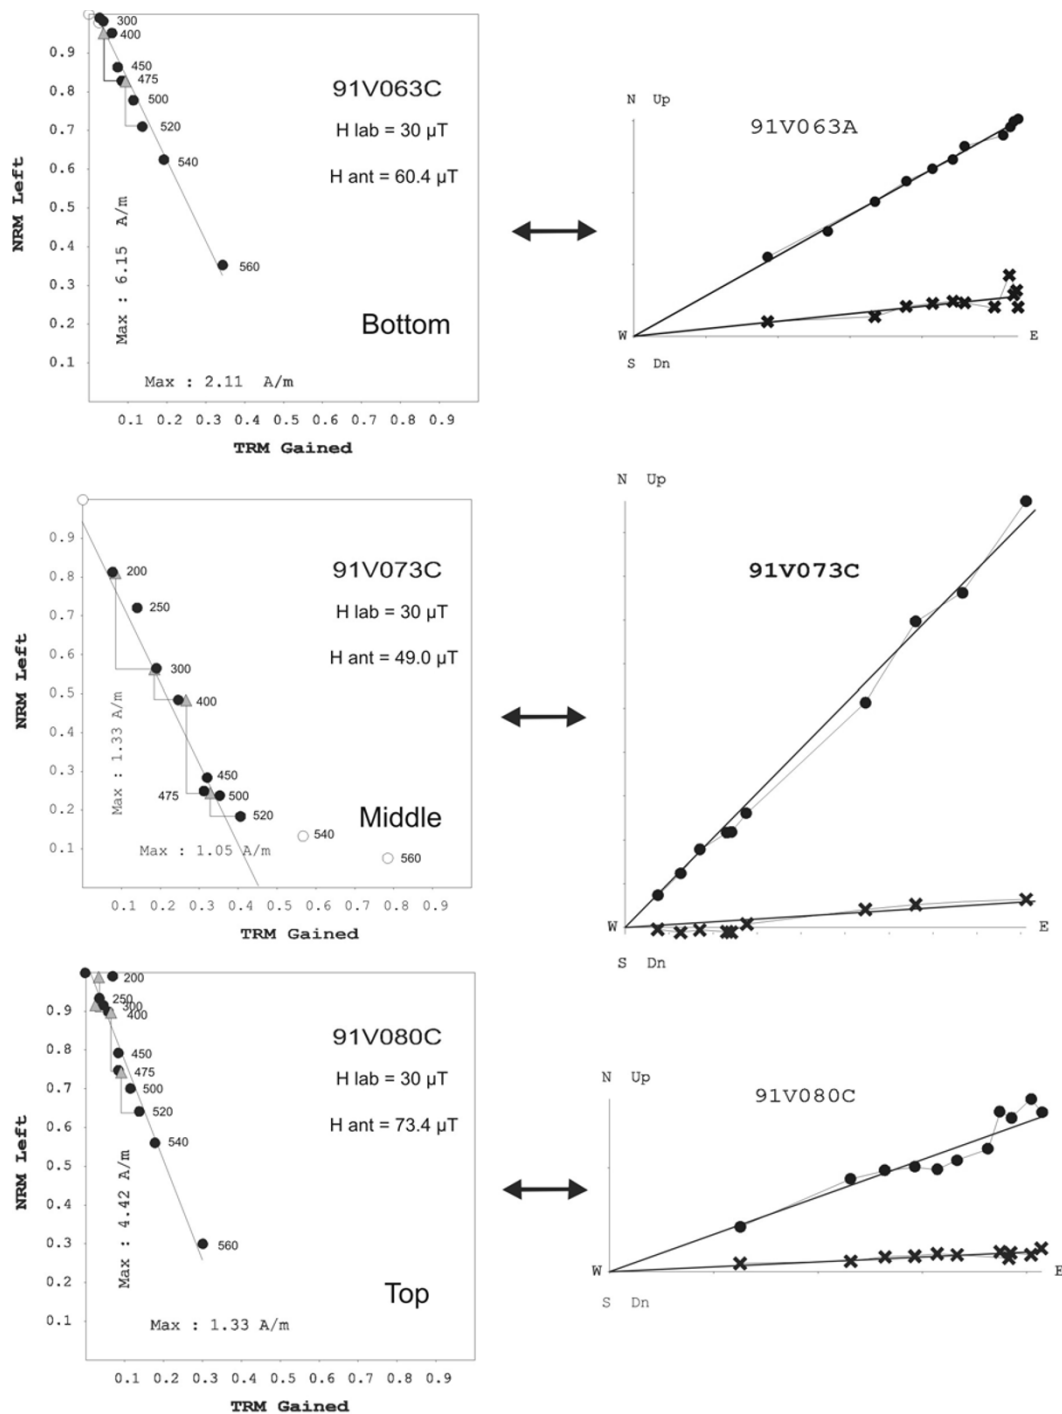 300
0.9
400
450
475
0.8
91V063C
500
0.7
520
H lab = 30 µT
540
0.6
H ant = 60.4 µT
0.5
0.4
560
0.3
Bottom
0.2
0.1
NRM Left
Max : 6.15 A/m
Max : 2.11 A/m
0.1 0.2 0.3 0.4 0.5 0.6 0.7 0.8 0.9
TRM Gained
N Up
91V063A
W E
S Dn
0.9
200
0.8
91V073C
250
0.7
H lab = 30 µT
0.6
300
H ant = 49.0 µT
0.5
400
0.4
0.3
450
475
500
0.2
520
Middle
540
0.1
560
NRM Left
Max : 1.33 A/m
Max : 1.05 A/m
0.1 0.2 0.3 0.4 0.5 0.6 0.7 0.8 0.9
TRM Gained
N Up
91V073C
W E
S Dn
200
250
300
0.9
400
91V080C
0.8
450
475
H lab = 30 µT
0.7
500
520
H ant = 73.4 µT
0.6
540
0.5
0.4
0.3
560
0.2
Top
0.1
NRM Left
Max : 4.42 A/m
Max : 1.33 A/m
0.1 0.2 0.3 0.4 0.5 0.6 0.7 0.8 0.9
TRM Gained
N Up
91V080C
W E
S Dn